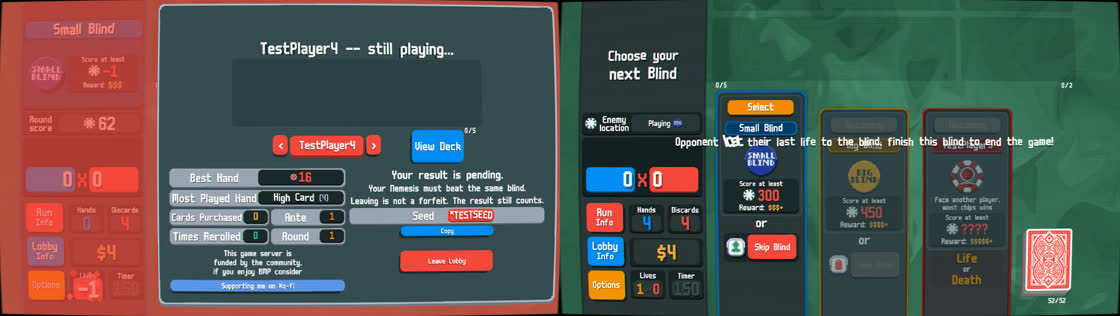 Small Blind
SMALL
BLIND
Score at least
-1
Reward: $$$
Round
score
62
0 X 0
Run
Info
Hands
0
Discards
4
Lobby
Info
$4
Options
Lives
-1
Timer
150
TestPlayer4 -- still playing...
0/5
< TestPlayer4 >
View Deck
Best Hand
16
Most Played Hand
High Card (4)
Cards Purchased
0
Ante
1
Times Rerolled
0
Round
1
This game server is
funded by the community,
if you enjoy BMP consider
Supporting me on Ko-fi
Your result is pending.
Your Nemesis must beat the same blind.
Leaving is not a forfeit. The result still counts.
Seed
*TESTSEED
Copy
Leave Lobby
Choose your
next Blind
Enemy
location
Playing
0 X 0
Run
Info
Hands
4
Discards
4
Lobby
Info
$4
Options
Lives
1 0
Timer
150
0/5
0/2
Opponent lost their last life to the blind, finish this blind to end the game!
Select
Small Blind
SMALL
BLIND
Score at least
300
Reward: $$$+
or
Skip Blind
BIG
BLIND
Score at least
450
Reward: $$$$+
or
Face another player,
most chips wins
Score at least
????
Reward: $$$$$+
Life
or
Death
52/52